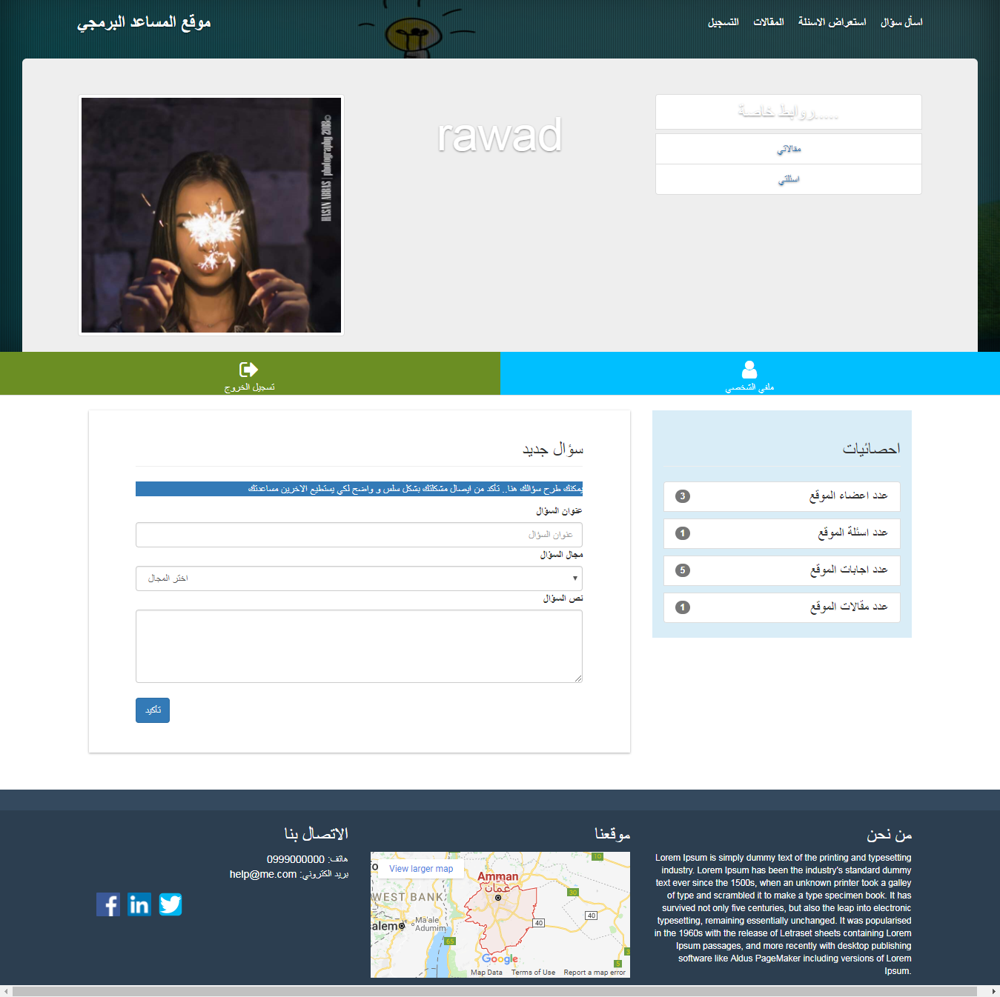 اسأل سؤال
استعراض الاسئلة
المقالات
التسجيل
موقع المساعد البرمجي
روابط خاصة.....
مقالاتي
اسئلتي
rawad
HASAN ABBAS | photography 2018©
ملفي الشخصي
تسجيل الخروج
احصائيات
عدد اعضاء الموقع 3
عدد اسئلة الموقع 1
عدد اجابات الموقع 5
عدد مقالات الموقع 1
سؤال جديد
يمكنك طرح سؤالك هنا.. تأكد من ايصال مشكلتك بشكل سلس و واضح لكي يستطيع الاخرين مساعدتك
عنوان السؤال
عنوان السؤال
مجال السؤال
اختر المجال
نص السؤال
تأكيد
من نحن
Lorem Ipsum is simply dummy text of the printing and typesetting
industry. Lorem Ipsum has been the industry's standard dummy
text ever since the 1500s, when an unknown printer took a galley
of type and scrambled it to make a type specimen book. It has
survived not only five centuries, but also the leap into electronic
typesetting, remaining essentially unchanged. It was popularised
in the 1960s with the release of Letraset sheets containing Lorem
Ipsum passages, and more recently with desktop publishing
software like Aldus PageMaker including versions of Lorem
Ipsum.
موقعنا
View larger map
Amman
عمان
WEST BANK
alem
Ma'ale
Adumim
10
30
40
40
65
5
Google
Map Data
Terms of Use
Report a map error
الاتصال بنا
هاتف: 0999000000
بريد الكتروني: help@me.com